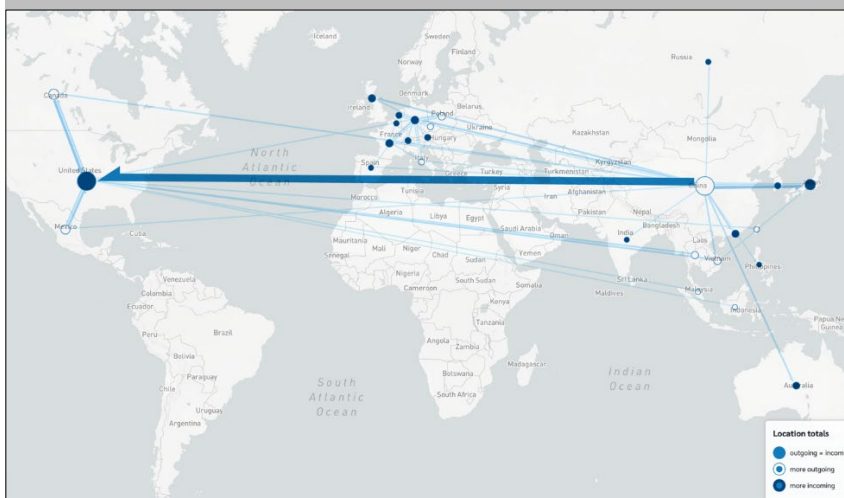 Iceland
Sweden
Finland
Norway
Russia
Canada
Denmark
Ireland
Poland
Belarus
Ukraine
France
Hungary
Kazakhstan
Mongolia
North
Atlantic
Ocean
Italy
Kyrgyzstan
United States
Spain
Greece
Turkey
Turkmenistan
China
Tunisia
Syria
Afghanistan
Morocco
Iran
Algeria
Libya
Egypt
Pakistan
Nepal
Mexico
Cuba
Saudi Arabia
India
Bangladesh
Oman
Laos
Mauritania
Mali
Niger
Senegal
Chad
Sudan
Yemen
Vietnam
Philippines
Nigeria
South Sudan
Somalia
Sri Lanka
Venezuela
Cameroon
Maldives
Malaysia
Colombia
Ecuador
Kenya
Indonesia
Tanzania
Papua New
Guinea
Peru
Brazil
Angola
Zambia
Bolivia
Madagascar
Paraguay
Botswana
Chile
South
Atlantic
Ocean
Indian
Ocean
Australia
South Africa
Uruguay
Argentina
Location totals
outgoing = incom
more outgoing
more incoming